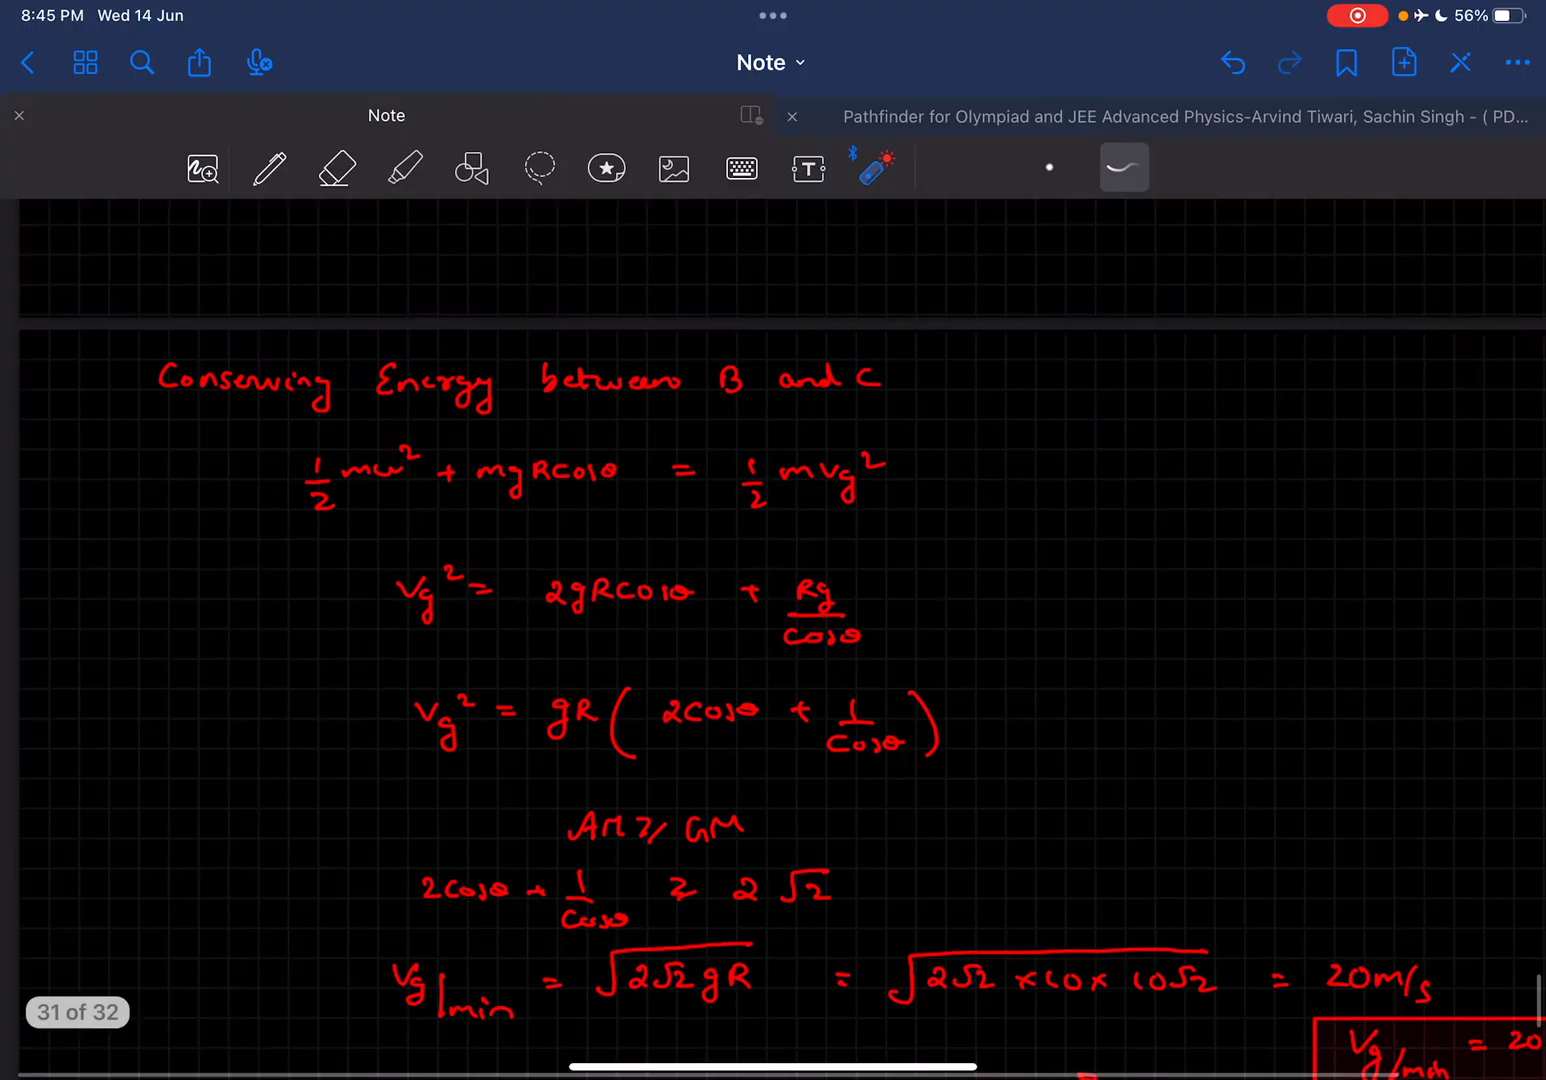 8:45 PM Wed 14 Jun
56%
Note
Note
Pathfinder for Olympiad and JEE Advanced Physics-Arvind Tiwari, Sachin Singh - ( PD...
T
Conserving Energy between B and C
1/2 mu² + mgRcosθ = 1/2 mvg²
vg² = 2gRcosθ + Rg/cosθ
vg² = gR ( 2cosθ + 1/cosθ )
AM ≥ GM
2cosθ + 1/cosθ ≥ 2 √2
vg|min = √(2√2 gR) = √(2√2 × 10 × 10√2) = 20m/s
vg/min = 20
31 of 32